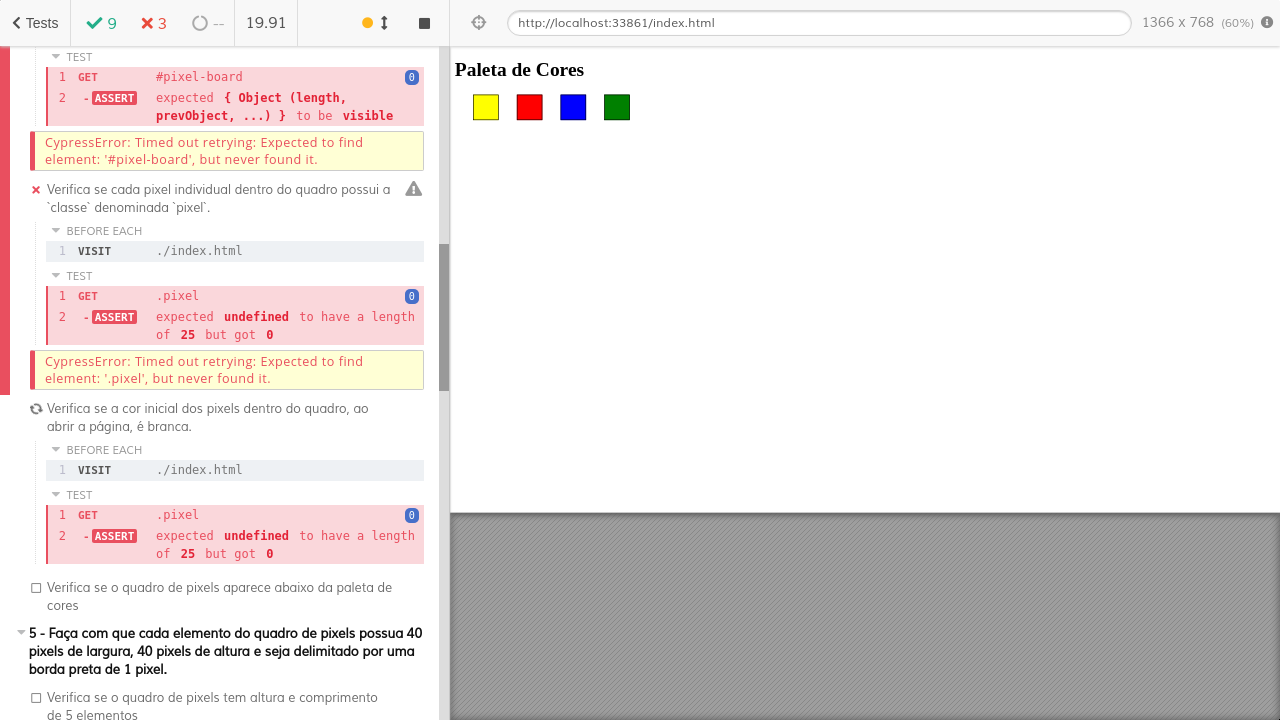 Tests
9
3
--
19.91
http://localhost:33861/index.html
1366 x 768 (60%)
TEST
1 GET #pixel-board 0
2 -ASSERT expected { Object (length,
prevObject, ...) } to be visible
CypressError: Timed out retrying: Expected to find
element: '#pixel-board', but never found it.
Verifica se cada pixel individual dentro do quadro possui a
`classe` denominada `pixel`.
BEFORE EACH
1 VISIT ./index.html
TEST
1 GET .pixel 0
2 -ASSERT expected undefined to have a length
of 25 but got 0
CypressError: Timed out retrying: Expected to find
element: '.pixel', but never found it.
Verifica se a cor inicial dos pixels dentro do quadro, ao
abrir a página, é branca.
BEFORE EACH
1 VISIT ./index.html
TEST
1 GET .pixel 0
2 -ASSERT expected undefined to have a length
of 25 but got 0
Verifica se o quadro de pixels aparece abaixo da paleta de
cores
5 - Faça com que cada elemento do quadro de pixels possua 40
pixels de largura, 40 pixels de altura e seja delimitado por uma
borda preta de 1 pixel.
Verifica se o quadro de pixels tem altura e comprimento
de 5 elementos
Paleta de Cores